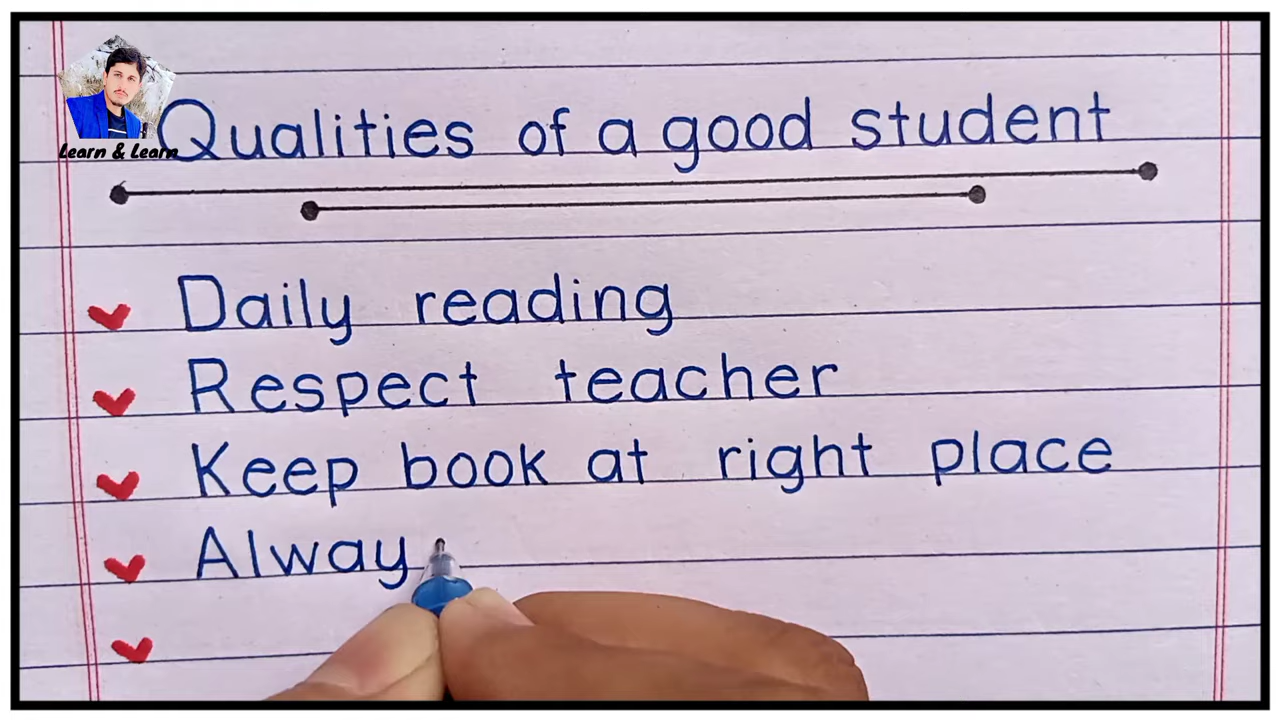 Qualities of a good student
Learn & Learn
Daily reading
Respect teacher
Keep book at right place
Alway